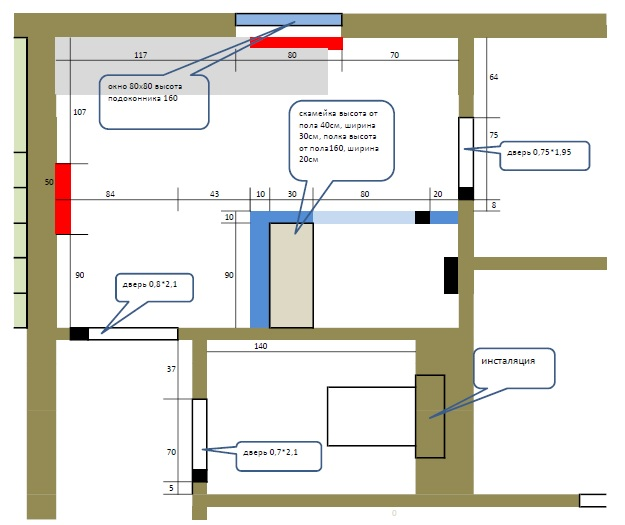 117
80
70
окно 80х80 высота
подоконника 160
64
скамейка высота от
пола 40см, ширина
30см, полка высота
от пола160, ширина
20см
107
75
дверь 0,75*1,95
50
84
43
10
30
80
20
8
10
90
90
дверь 0,8*2,1
140
37
инсталяция
70
дверь 0,7*2,1
5
0